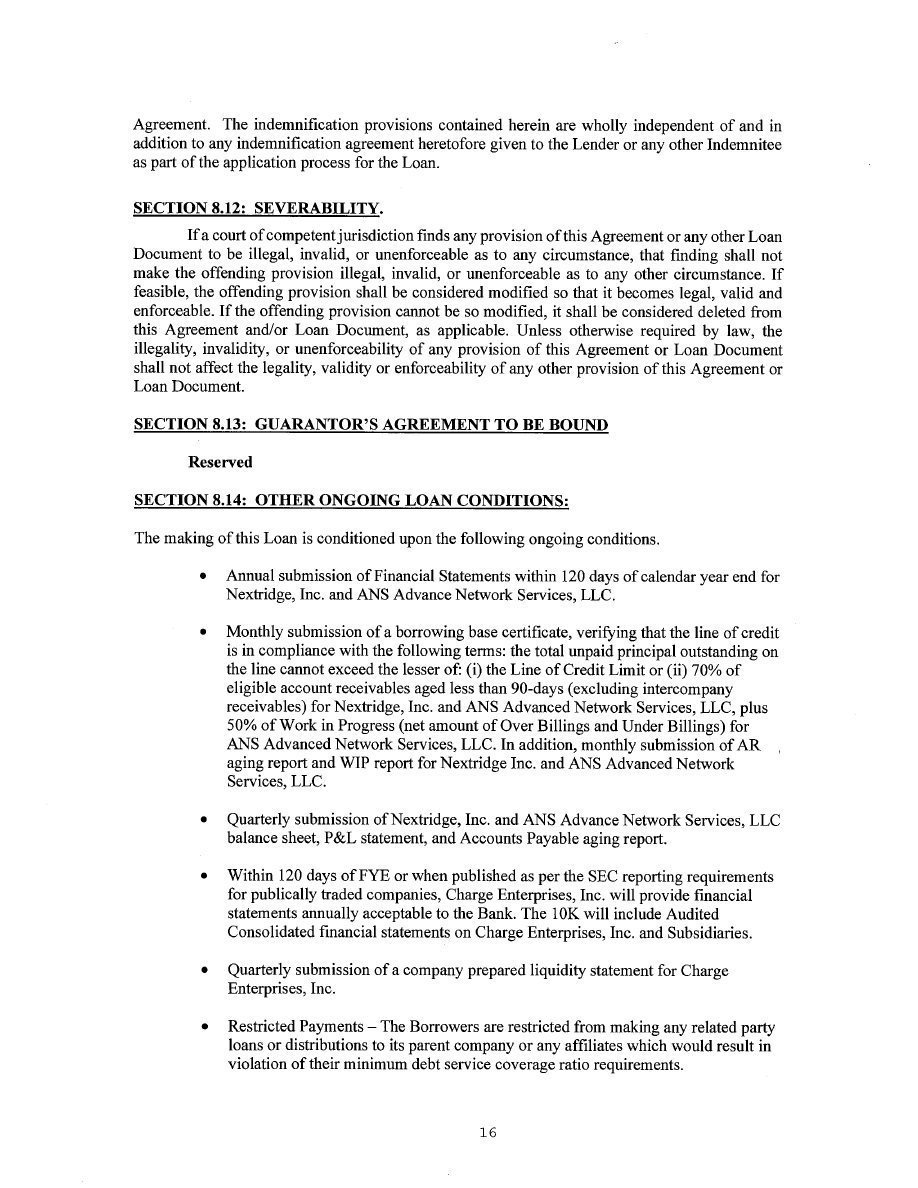 Agreement. The indemnification provisions contained herein are wholly independent of and in
addition to any indemnification agreement heretofore given to the Lender or any other Indemnitee
as part of the application process for the Loan.
SECTION 8.12: SEVERABILITY.
If a court of competent jurisdiction finds any provision of this Agreement or any other Loan
Document to be illegal, invalid, or unenforceable as to any circumstance, that finding shall not
make the offending provision illegal, invalid, or unenforceable as to any other circumstance. If
feasible, the offending provision shall be considered modified so that it becomes legal, valid and
enforceable. If the offending provision cannot be so modified, it shall be considered deleted from
this Agreement and/or Loan Document, as applicable. Unless otherwise required by law, the
illegality, invalidity, or unenforceability of any provision of this Agreement or Loan Document
shall not affect the legality, validity or enforceability of any other provision of this Agreement or
Loan Document.
SECTION 8.13: GUARANTOR'S AGREEMENT TO BE BOUND
Reserved
SECTION 8.14: OTHER ONGOING LOAN CONDITIONS:
The making of this Loan is conditioned upon the following ongoing conditions.
• Annual submission of Financial Statements within 120 days of calendar year end for
Nextridge, Inc. and ANS Advance Network Services, LLC.
• Monthly submission of a borrowing base certificate, verifying that the line of credit
is in compliance with the following terms: the total unpaid principal outstanding on
the line cannot exceed the lesser of: (i) the Line of Credit Limit or (ii) 70% of
eligible account receivables aged less than 90-days (excluding intercompany
receivables) for Nextridge, Inc. and ANS Advanced Network Services, LLC, plus
50% of Work in Progress (net amount of Over Billings and Under Billings) for
ANS Advanced Network Services, LLC. In addition, monthly submission of AR
aging report and WIP report for Nextridge Inc. and ANS Advanced Network
Services, LLC.
• Quarterly submission of Nextridge, Inc. and ANS Advance Network Services, LLC
balance sheet, P&L statement, and Accounts Payable aging report.
• Within 120 days of FYE or when published as per the SEC reporting requirements
for publically traded companies, Charge Enterprises, Inc. will provide financial
statements annually acceptable to the Bank. The 10K will include Audited
Consolidated financial statements on Charge Enterprises, Inc. and Subsidiaries.
• Quarterly submission of a company prepared liquidity statement for Charge
Enterprises, Inc.
• Restricted Payments – The Borrowers are restricted from making any related party
loans or distributions to its parent company or any affiliates which would result in
violation of their minimum debt service coverage ratio requirements.
16